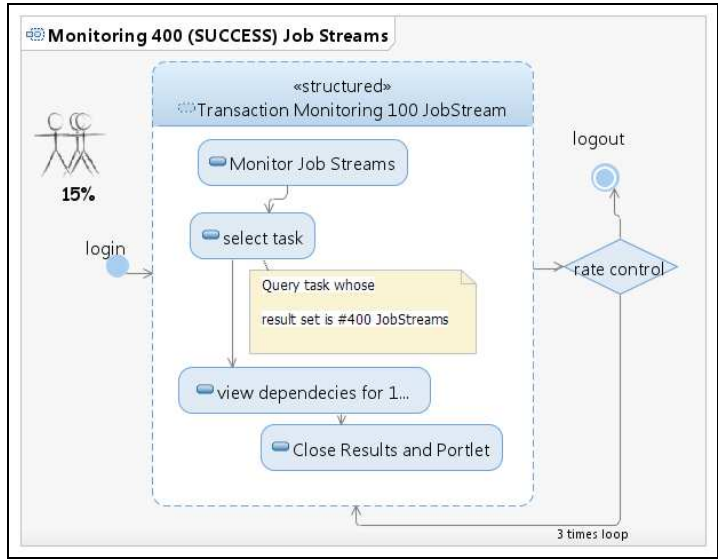 Monitoring 400 (SUCCESS) Job Streams
«structured»
Transaction Monitoring 100 JobStream
Monitor Job Streams
logout
15%
select task
login
rate control
Query task whose
result set is #400 JobStreams
view dependecies for 1...
Close Results and Portlet
3 times loop